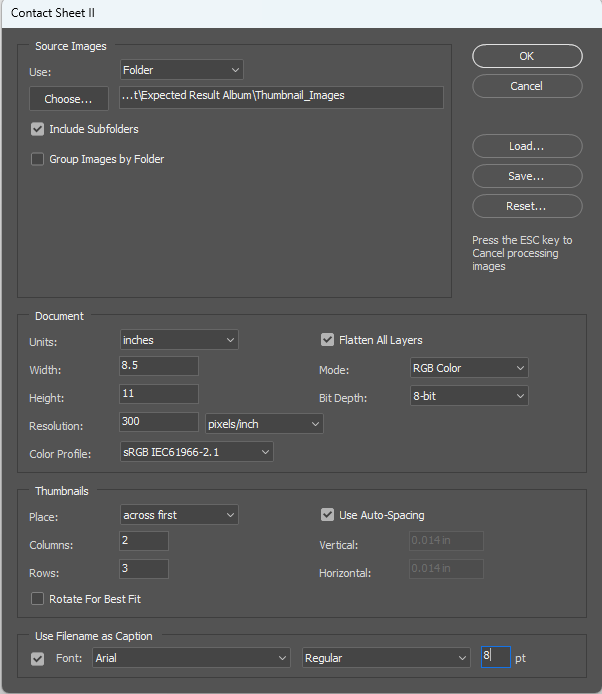 Contact Sheet II
Source Images
Use: Folder
Choose... ...t\Expected Result Album\Thumbnail_Images
Include Subfolders
Group Images by Folder
OK
Cancel
Load...
Save...
Reset...
Press the ESC key to
Cancel processing
images
Document
Units: inches
Flatten All Layers
Width: 8.5
Mode: RGB Color
Height: 11
Bit Depth: 8-bit
Resolution: 300 pixels/inch
Color Profile: sRGB IEC61966-2.1
Thumbnails
Place: across first
Use Auto-Spacing
Columns: 2
Vertical: 0.014 in
Rows: 3
Horizontal: 0.014 in
Rotate For Best Fit
Use Filename as Caption
Font: Arial Regular 8 pt